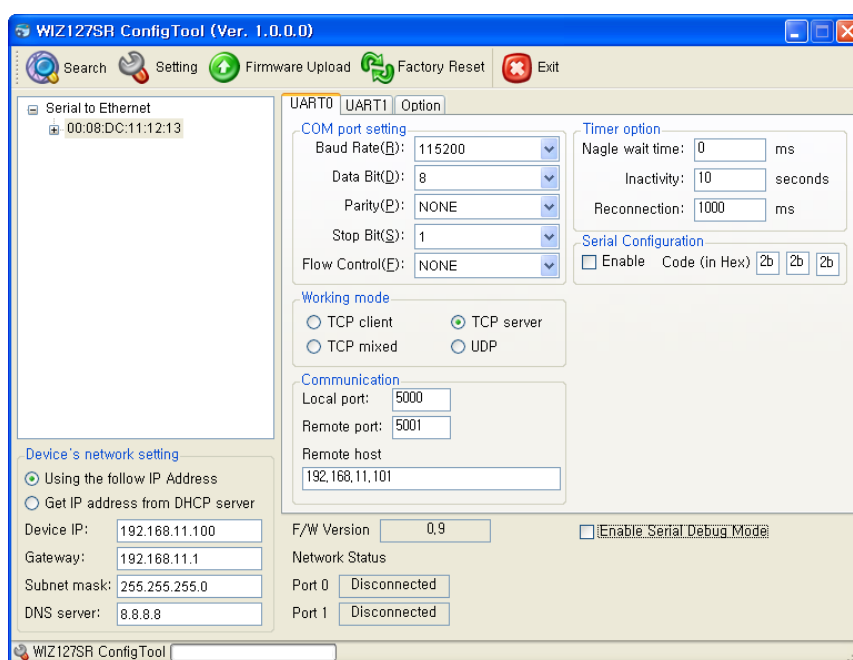 WIZ127SR ConfigTool (Ver. 1.0.0.0)
Search Setting Firmware Upload Factory Reset Exit
Serial to Ethernet
00:08:DC:11:12:13
UART0 UART1 Option
COM port setting
Baud Rate(R): 115200
Data Bit(D): 8
Parity(P): NONE
Stop Bit(S): 1
Flow Control(F): NONE
Timer option
Nagle wait time: 0 ms
Inactivity: 10 seconds
Reconnection: 1000 ms
Serial Configuration
Enable Code (in Hex) 2b 2b 2b
Working mode
TCP client TCP server
TCP mixed UDP
Communication
Local port: 5000
Remote port: 5001
Remote host
192,168,11,101
Device's network setting
Using the follow IP Address
Get IP address from DHCP server
Device IP: 192.168.11.100
Gateway: 192.168.11.1
Subnet mask: 255.255.255.0
DNS server: 8.8.8.8
F/W Version 0,9
Enable Serial Debug Mode
Network Status
Port 0 Disconnected
Port 1 Disconnected
WIZ127SR ConfigTool